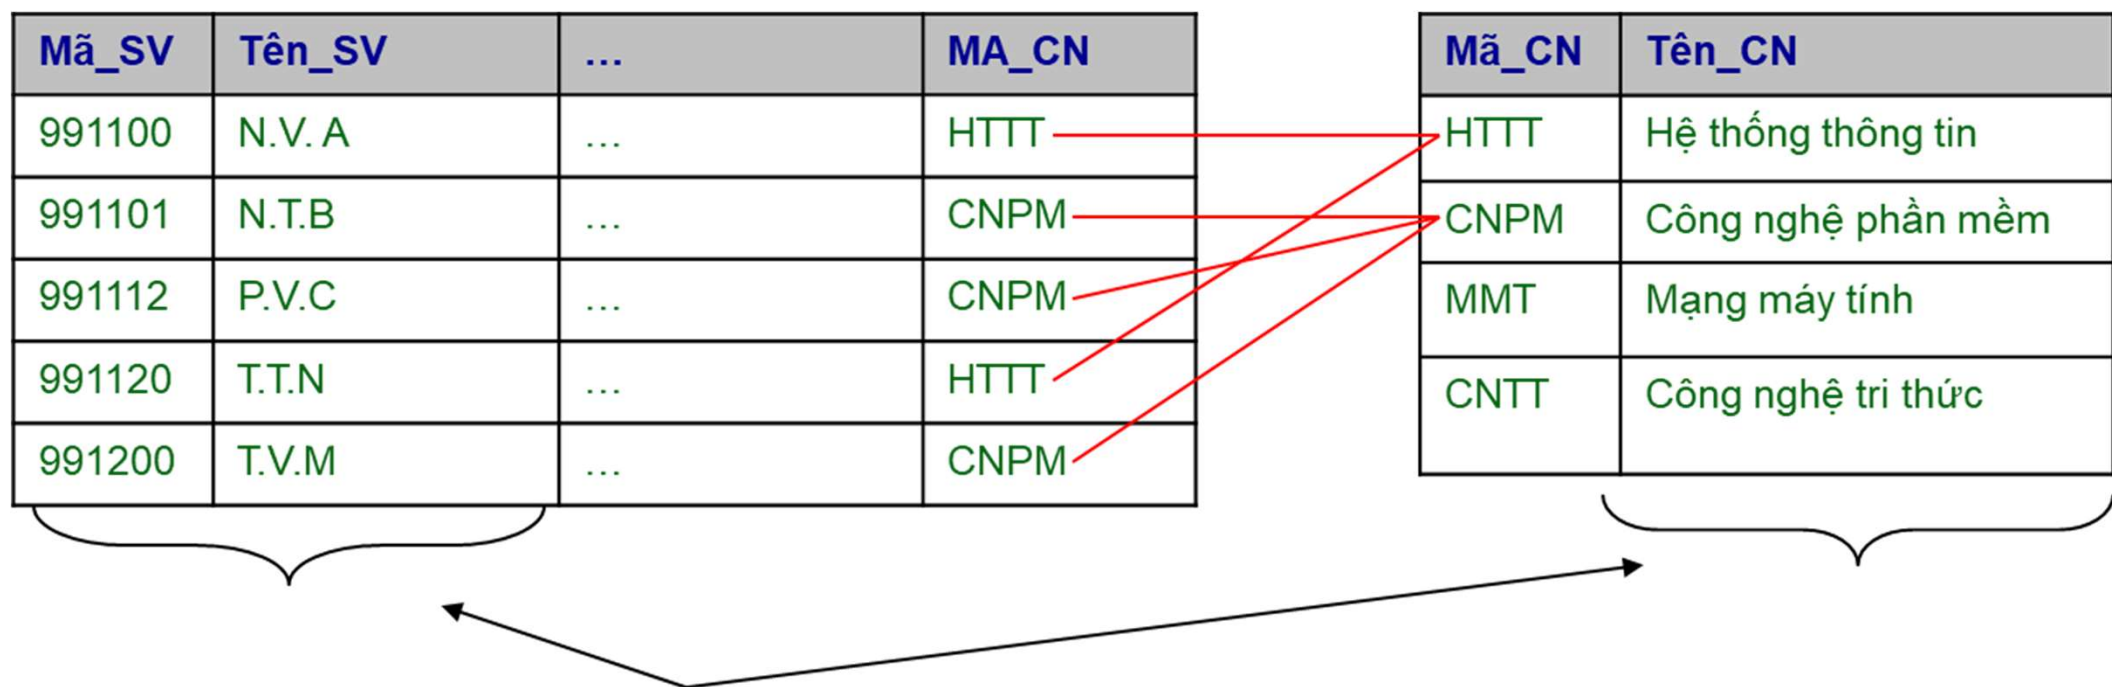 Mã_SV Tên_SV ... MA_CN
991100 N.V. A ... HTTT
991101 N.T.B ... CNPM
991112 P.V.C ... CNPM
991120 T.T.N ... HTTT
991200 T.V.M ... CNPM
Mã_CN Tên_CN
HTTT Hệ thống thông tin
CNPM Công nghệ phần mềm
MMT Mạng máy tính
CNTT Công nghệ tri thức